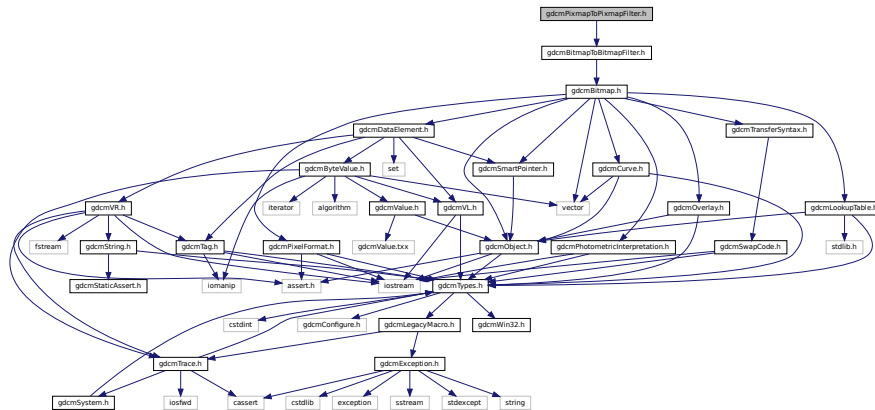 gdcmPixmapToPixmapFilter.h
gdcmBitmapToBitmapFilter.h
gdcmBitmap.h
gdcmDataElement.h
gdcmTransferSyntax.h
gdcmByteValue.h
set
gdcmSmartPointer.h
gdcmCurve.h
gdcmVR.h
iterator
algorithm
gdcmValue.h
gdcmVL.h
vector
gdcmOverlay.h
gdcmLookupTable.h
fstream
gdcmString.h
gdcmTag.h
gdcmPixelFormat.h
gdcmValue.txx
gdcmObject.h
gdcmPhotometricInterpretation.h
gdcmSwapCode.h
stdlib.h
gdcmStaticAssert.h
iomanip
assert.h
iostream
gdcmTypes.h
cstdint
gdcmConfigure.h
gdcmLegacyMacro.h
gdcmWin32.h
gdcmTrace.h
gdcmException.h
gdcmSystem.h
iosfwd
cassert
cstdlib
exception
sstream
stdexcept
string